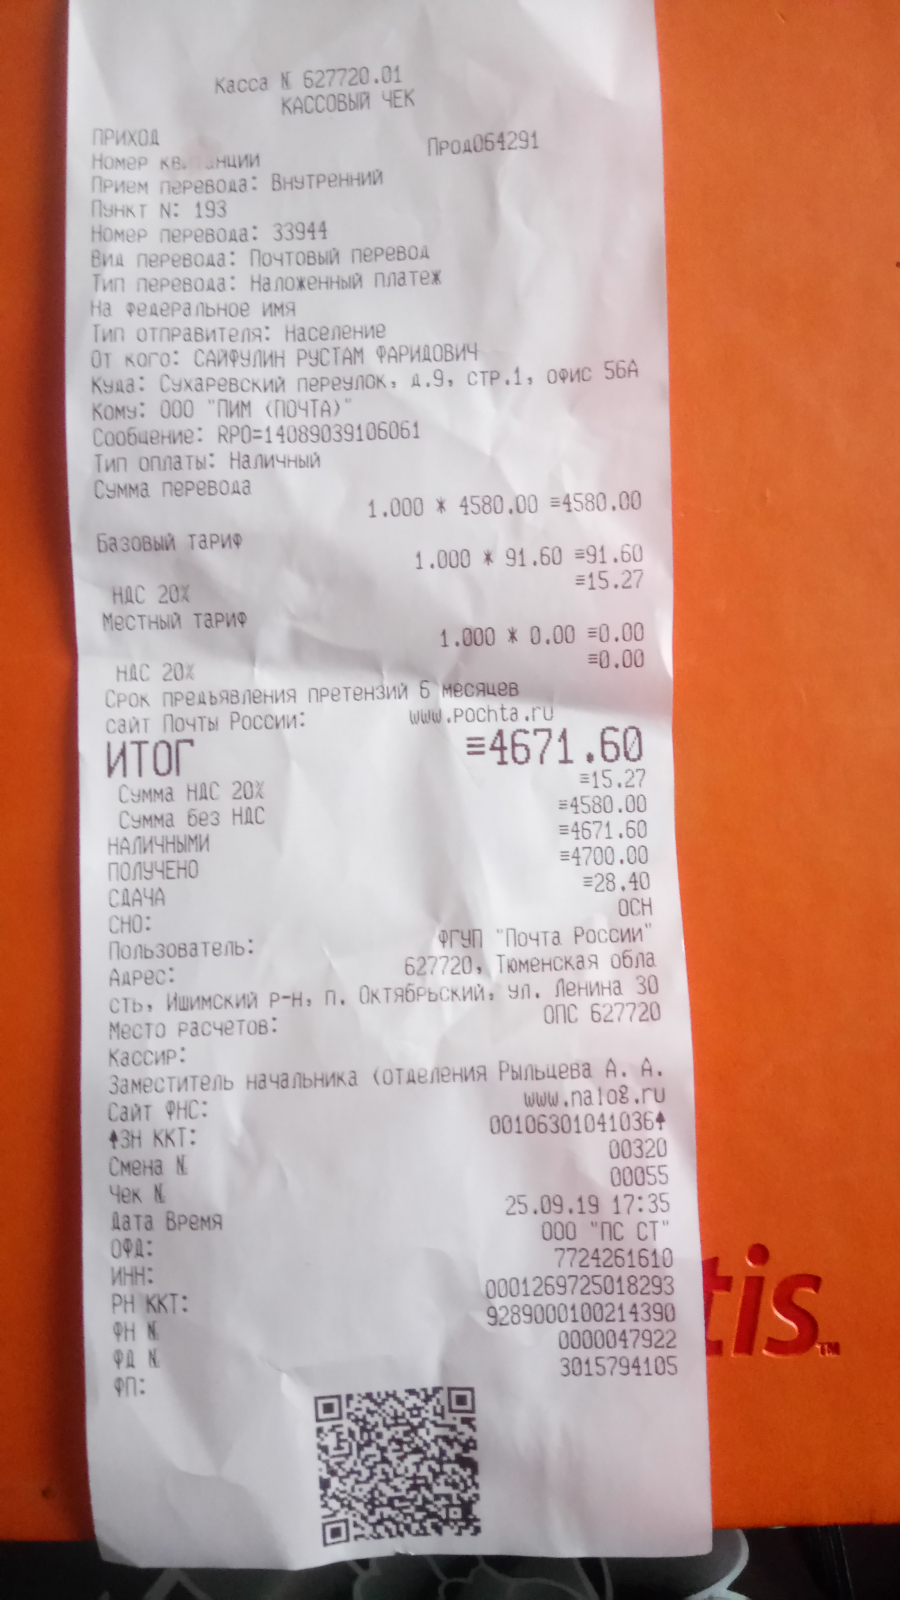 Касса № 627720.01
КАССОВЫЙ ЧЕК
ПРИХОД
Номер Прод064291
Прием перевода: Внутренний
Пункт N: 193
Номер перевода: 33944
Вид перевода: Почтовый перевод
Тип перевода: Наложенный платеж
На федеральное имя
Тип отправителя: Население
От кого: САЙФУЛИН РУСТАМ ФАРИДОВИЧ
Куда: Сухаревский переулок, д.9, стр.1, офис 56А
Кому: ООО "ПИМ (ПОЧТА)"
Сообщение: RPO=14089039106061
Тип оплаты: Наличный
Сумма перевода
1.000 * 4580.00 ≡4580.00
Базовый тариф
1.000 * 91.60 ≡91.60
НДС 20% ≡15.27
Местный тариф
1.000 * 0.00 ≡0.00
НДС 20% ≡0.00
Срок предъявления претензий 6 месяцев
сайт Почты России: www.pochta.ru
ИТОГ ≡4671.60
Сумма НДС 20% ≡15.27
Сумма без НДС ≡4580.00
НАЛИЧНЫМИ ≡4671.60
ПОЛУЧЕНО ≡4700.00
СДАЧА ≡28.40
СНО: ОСН
Пользователь: ФГУП "Почта России"
Адрес: 627720, Тюменская обла
сть, Ишимский р-н, п. Октябрьский, ул. Ленина 30
Место расчетов: ОПС 627720
Кассир:
Заместитель начальника (отделения Рыльцева А. А.
Сайт ФНС: www.nalog.ru
↑ЗН ККТ: 00106301041036↑
Смена № 00320
Чек № 00055
Дата Время 25.09.19 17:35
ОФД: ООО "ПС СТ"
ИНН: 7724261610
РН ККТ: 0001269725018293
ФН № 9289000100214390
ФД № 0000047922
ФП: 3015794105
tis™